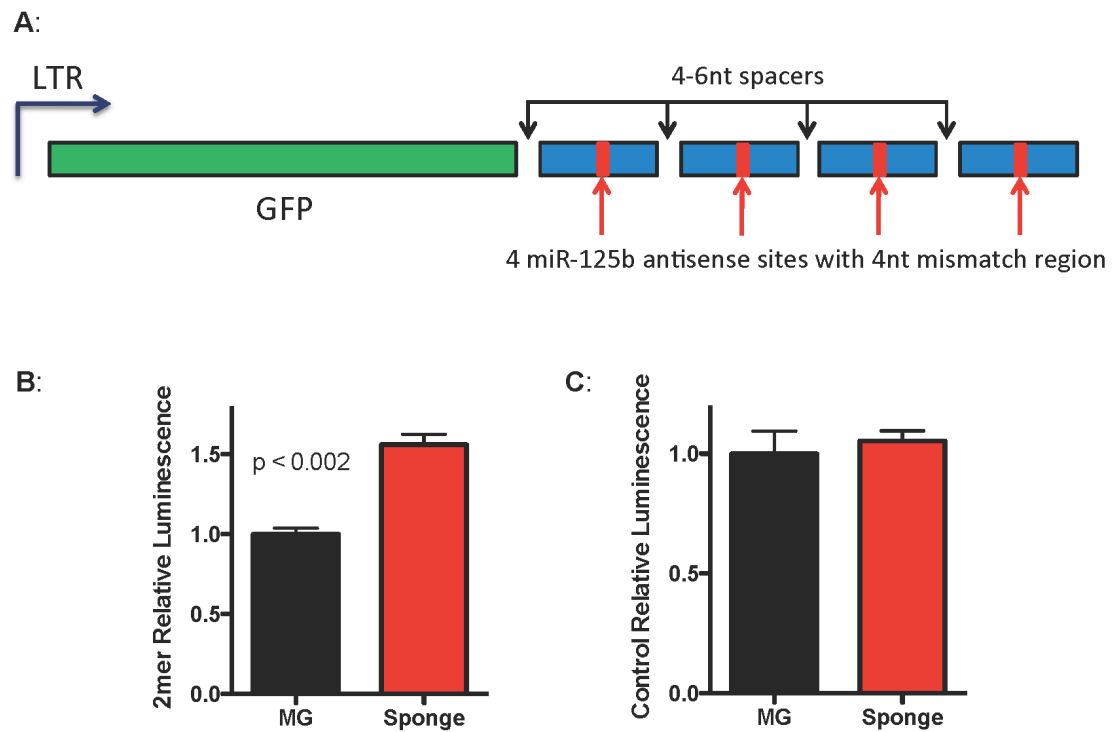 A:
LTR
4-6nt spacers
GFP
4 miR-125b antisense sites with 4nt mismatch region
B:
2mer Relative Luminescence
1.5
1.0
0.5
0.0
p < 0.002
MG
Sponge
C:
Control Relative Luminescence
1.0
0.5
0.0
MG
Sponge